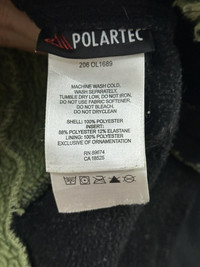 POLARTEC
206 OL1689
MACHINE WASH COLD,
WASH SEPARATELY,
TUMBLE DRY LOW, DO NOT IRON,
DO NOT USE FABRIC SOFTENER,
DO NOT BLEACH,
DO NOT DRYCLEAN
SHELL: 100% POLYESTER
INSERT:
88% POLYESTER 12% ELASTANE
LINING: 100% POLYESTER
EXCLUSIVE OF ORNAMENTATION
RN 89674
CA 18525